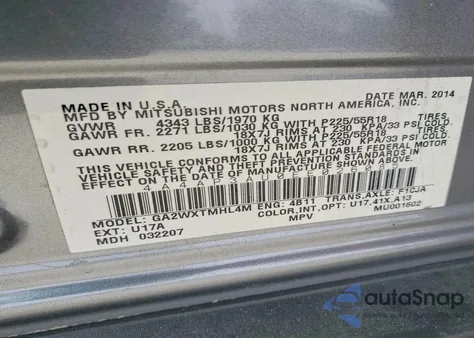 MADE IN U.S.A. DATE MAR. 2014
MFD BY MITSUBISHI MOTORS NORTH AMERICA, INC.
GVWR 4343 LBS/1970 KG
GAWR FR. 2271 LBS/1030 KG WITH P225/55R18 TIRES,
18X7J RIMS AT 230 KPA/33 PSI COLD.
GAWR RR. 2205 LBS/1000 KG WITH P225/55R18 TIRES,
18X7J RIMS AT 230 KPA/33 PSI COLD.
THIS VEHICLE CONFORMS TO ALL APPLICABLE FEDERAL MOTOR
VEHICLE SAFETY AND THEFT PREVENTION STANDARDS IN
EFFECT ON THE DATE OF MANUFACTURE SHOWN ABOVE.
MODEL: GA2WXTMHL4M ENG: 4B11 TRANS.AXLE: F1CJA
EXT: U17A COLOR.INT.OPT: U17.41X.A13
MDH 032207 MPV MU001602
autoSnap